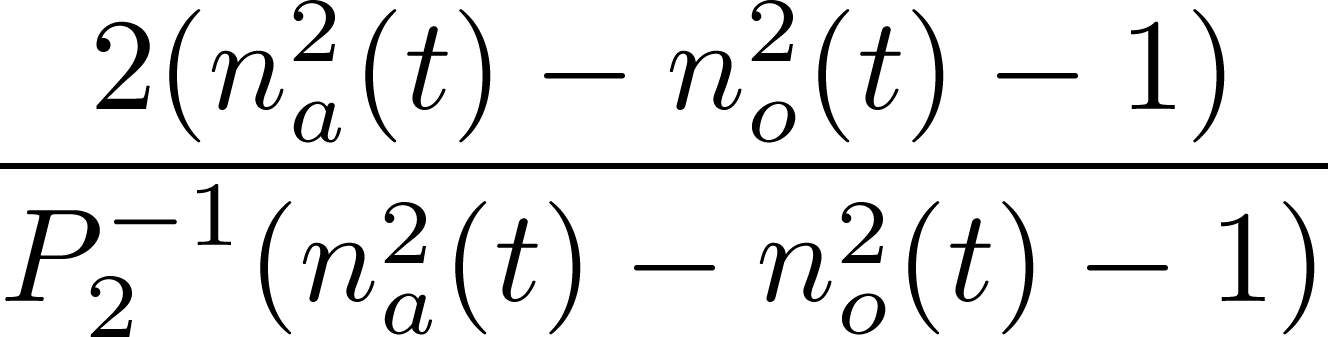 2(n_a^2(t) − n_o^2(t) − 1)
P_2^{−1}(n_a^2(t) − n_o^2(t) − 1)